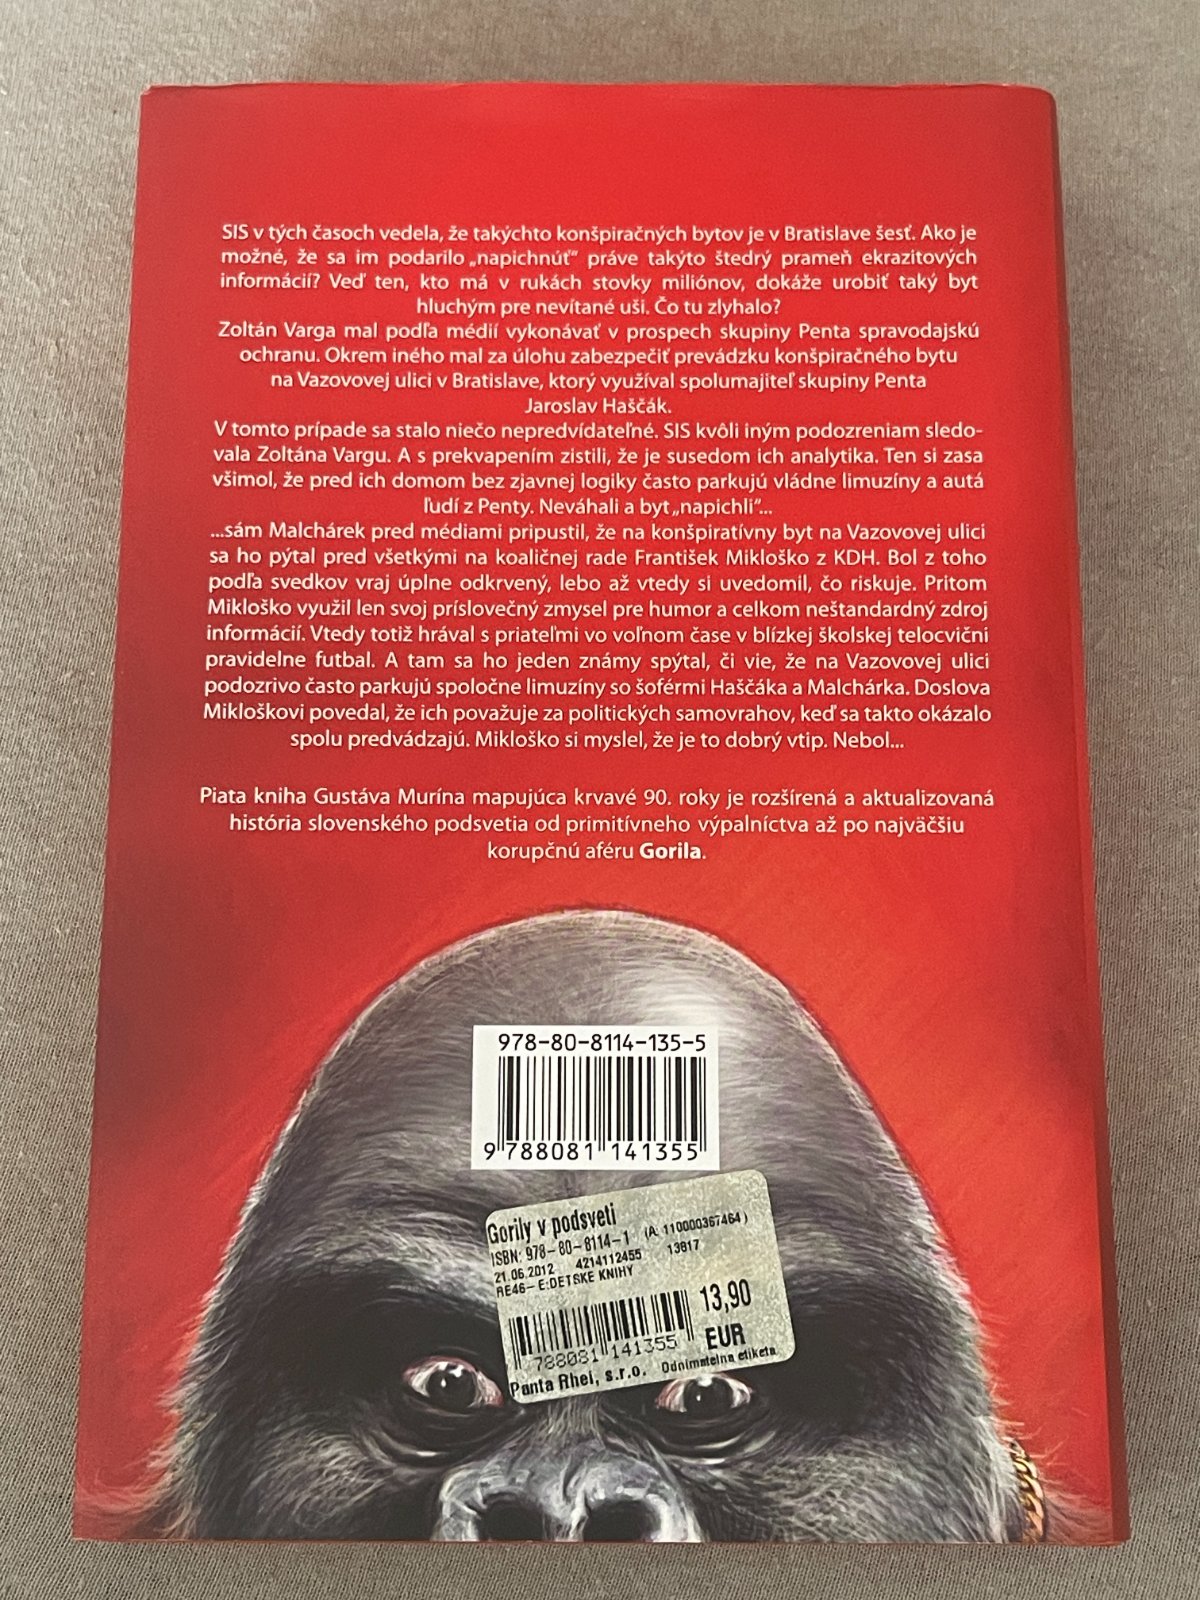 SIS v tých časoch vedela, že takýchto konšpiračných bytov je v Bratislave šesť. Ako je
možné, že sa im podarilo „napichnúť“ práve takýto štedrý prameň ekrazitových
informácií? Veď ten, kto má v rukách stovky miliónov, dokáže urobiť taký byt
hluchým pre nevítané uši. Čo tu zlyhalo?
Zoltán Varga mal podľa médií vykonávať v prospech skupiny Penta spravodajskú
ochranu. Okrem iného mal za úlohu zabezpečiť prevádzku konšpiračného bytu
na Vazovovej ulici v Bratislave, ktorý využíval spolumajiteľ skupiny Penta
Jaroslav Haščák.
V tomto prípade sa stalo niečo nepredvídateľné. SIS kvôli iným podozreniam sledo-
vala Zoltána Vargu. A s prekvapením zistili, že je susedom ich analytika. Ten si zasa
všimol, že pred ich domom bez zjavnej logiky často parkujú vládne limuzíny a autá
ľudí z Penty. Neváhali a byt „napichli“...
...sám Malchárek pred médiami pripustil, že na konšpiratívny byt na Vazovovej ulici
sa ho pýtal pred všetkými na koaličnej rade František Mikloško z KDH. Bol z toho
podľa svedkov vraj úplne odkrvený, lebo až vtedy si uvedomil, čo riskuje. Pritom
Mikloško využil len svoj príslovečný zmysel pre humor a celkom neštandardný zdroj
informácií. Vtedy totiž hrával s priateľmi vo voľnom čase v blízkej školskej telocvični
pravidelne futbal. A tam sa ho jeden známy spýtal, či vie, že na Vazovovej ulici
podozrivo často parkujú spoločne limuzíny so šoférmi Haščáka a Malchárka. Doslova
Mikloškovi povedal, že ich považuje za politických samovrahov, keď sa takto okázalo
spolu predvádzajú. Mikloško si myslel, že je to dobrý vtip. Nebol...
Piata kniha Gustáva Murína mapujúca krvavé 90. roky je rozšírená a aktualizovaná
história slovenského podsvetia od primitívneho výpalníctva až po najväčšiu
korupčnú aféru Gorila.
978-80-8114-135-5
9 788081 141355
Gorily v podsveti
ISBN: 978-80-8114-1 (A: 110000367464)
21.06.2012 4214112455 13817
RE46-E:DETSKE KNIHY
13,90
EUR
788081 141355
Panta Rhei, s.r.o. Odnimatelna etiketa